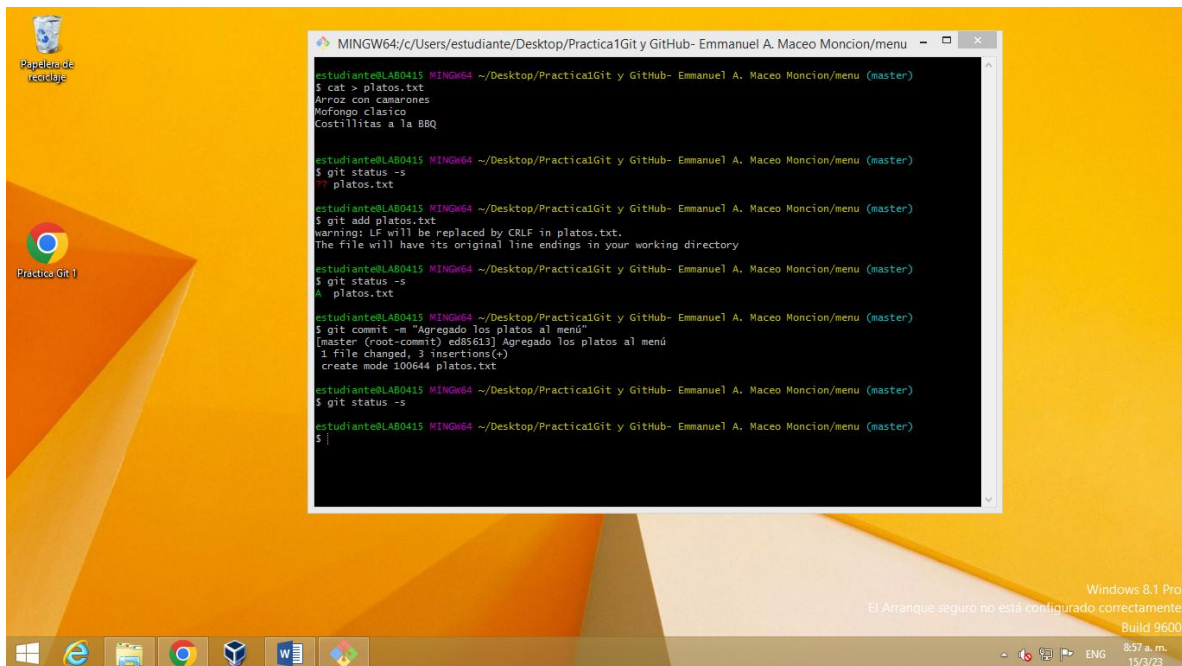 Papelera de
reciclaje
Práctica Git 1
MINGW64:/c/Users/estudiante/Desktop/Practica1Git y GitHub- Emmanuel A. Maceo Moncion/menu
estudiante@LAB0415 MINGW64 ~/Desktop/Practica1Git y GitHub- Emmanuel A. Maceo Moncion/menu (master)
$ cat > platos.txt
Arroz con camarones
Mofongo clasico
Costillitas a la BBQ
estudiante@LAB0415 MINGW64 ~/Desktop/Practica1Git y GitHub- Emmanuel A. Maceo Moncion/menu (master)
$ git status -s
?? platos.txt
estudiante@LAB0415 MINGW64 ~/Desktop/Practica1Git y GitHub- Emmanuel A. Maceo Moncion/menu (master)
$ git add platos.txt
warning: LF will be replaced by CRLF in platos.txt.
The file will have its original line endings in your working directory
estudiante@LAB0415 MINGW64 ~/Desktop/Practica1Git y GitHub- Emmanuel A. Maceo Moncion/menu (master)
$ git status -s
A  platos.txt
estudiante@LAB0415 MINGW64 ~/Desktop/Practica1Git y GitHub- Emmanuel A. Maceo Moncion/menu (master)
$ git commit -m "Agregado los platos al menú"
[master (root-commit) ed85613] Agregado los platos al menú
 1 file changed, 3 insertions(+)
 create mode 100644 platos.txt
estudiante@LAB0415 MINGW64 ~/Desktop/Practica1Git y GitHub- Emmanuel A. Maceo Moncion/menu (master)
$ git status -s
estudiante@LAB0415 MINGW64 ~/Desktop/Practica1Git y GitHub- Emmanuel A. Maceo Moncion/menu (master)
$
Windows 8.1 Pro
El Arranque seguro no está configurado correctamente
Build 9600
ENG
8:57 a. m.
15/3/23